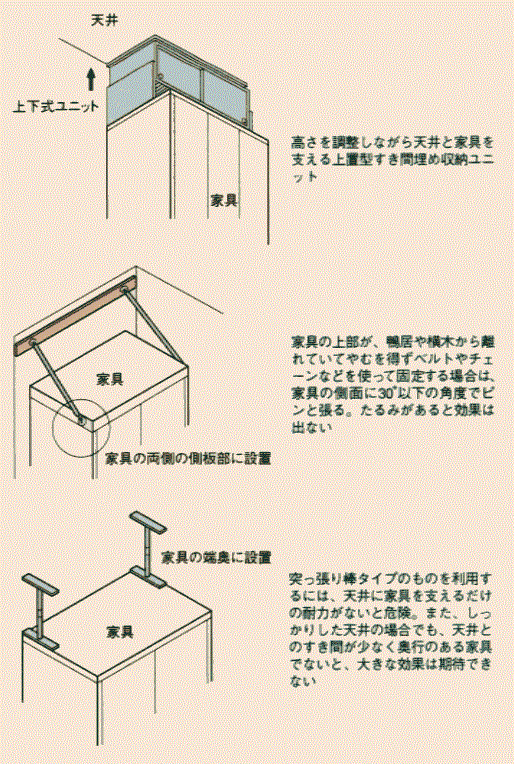 天井
上下式ユニット
家具
高さを調整しながら天井と家具を
支える上置型すき間埋め収納ユニ
ット
家具
家具の両側の側板部に設置
家具の上部が、鴨居や横木から離
れていてやむを得ずベルトやチェ
ーンなどを使って固定する場合は、
家具の側面に30°以下の角度でピ
ンと張る。たるみがあると効果は
出ない
家具の端奥に設置
家具
突っ張り棒タイプのものを利用す
るには、天井に家具を支えるだけ
の耐力がないと危険。また、しっ
かりした天井の場合でも、天井と
のすき間が少なく奥行のある家具
でないと、大きな効果は期待でき
ない